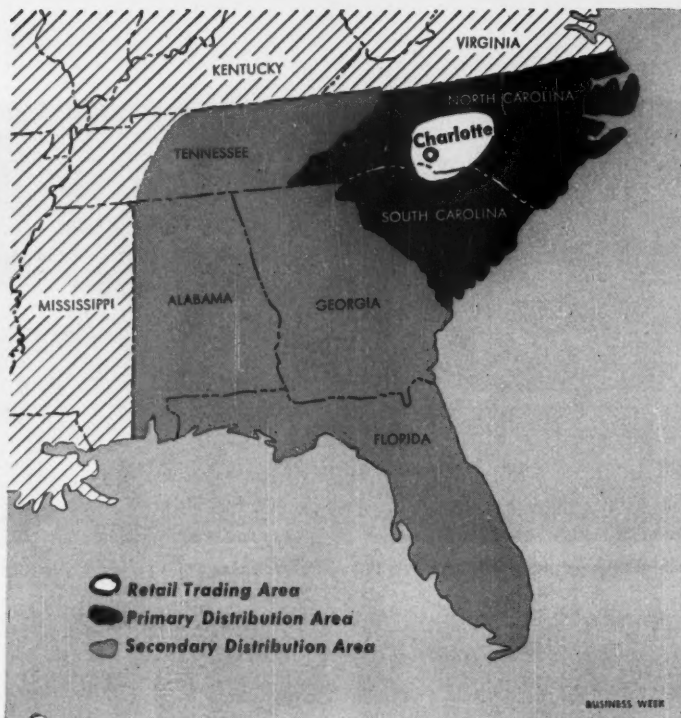 VIRGINIA
KENTUCKY
NORTH CAROLINA
Charlotte
TENNESSEE
SOUTH CAROLINA
MISSISSIPPI
ALABAMA
GEORGIA
FLORIDA
Retail Trading Area
Primary Distribution Area
Secondary Distribution Area
BUSINESS WEEK